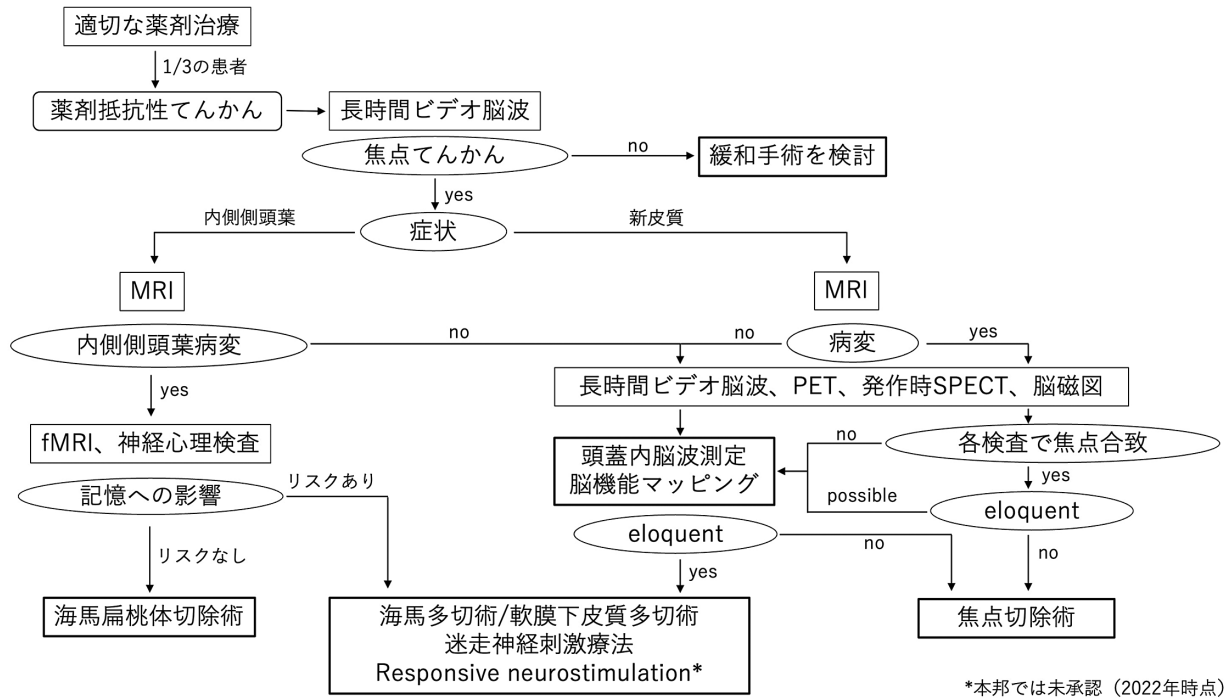 適切な薬剤治療
1/3の患者
薬剤抵抗性てんかん
長時間ビデオ脳波
焦点てんかん
no
緩和手術を検討
yes
内側側頭葉
症状
新皮質
MRI
MRI
内側側頭葉病変
no
no
病変
yes
yes
長時間ビデオ脳波、PET、発作時SPECT、脳磁図
fMRI、神経心理検査
no
各検査で焦点合致
頭蓋内脳波測定
脳機能マッピング
yes
記憶への影響
リスクあり
possible
eloquent
eloquent
no
リスクなし
yes
no
海馬扁桃体切除術
海馬多切術/軟膜下皮質多切術
迷走神経刺激療法
Responsive neurostimulation*
焦点切除術
*本邦では未承認（2022年時点）